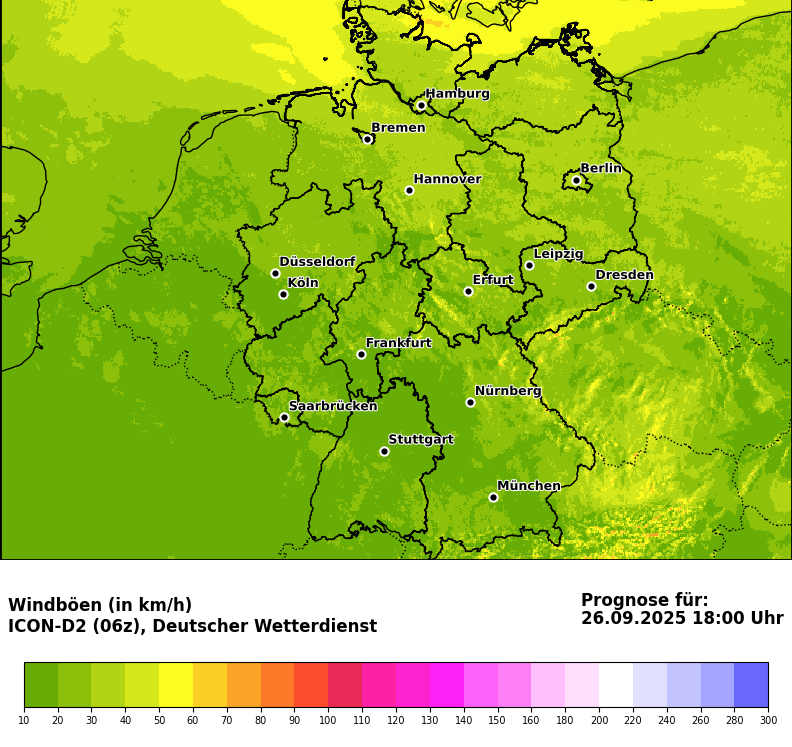 Hamburg
Bremen
Berlin
Hannover
Leipzig
Düsseldorf
Dresden
Köln
Erfurt
Frankfurt
Nürnberg
Saarbrücken
Stuttgart
München
Windböen (in km/h)
ICON-D2 (06z), Deutscher Wetterdienst
Prognose für:
26.09.2025 18:00 Uhr
10 20 30 40 50 60 70 80 90 100 110 120 130 140 150 160 180 200 220 240 260 280 300